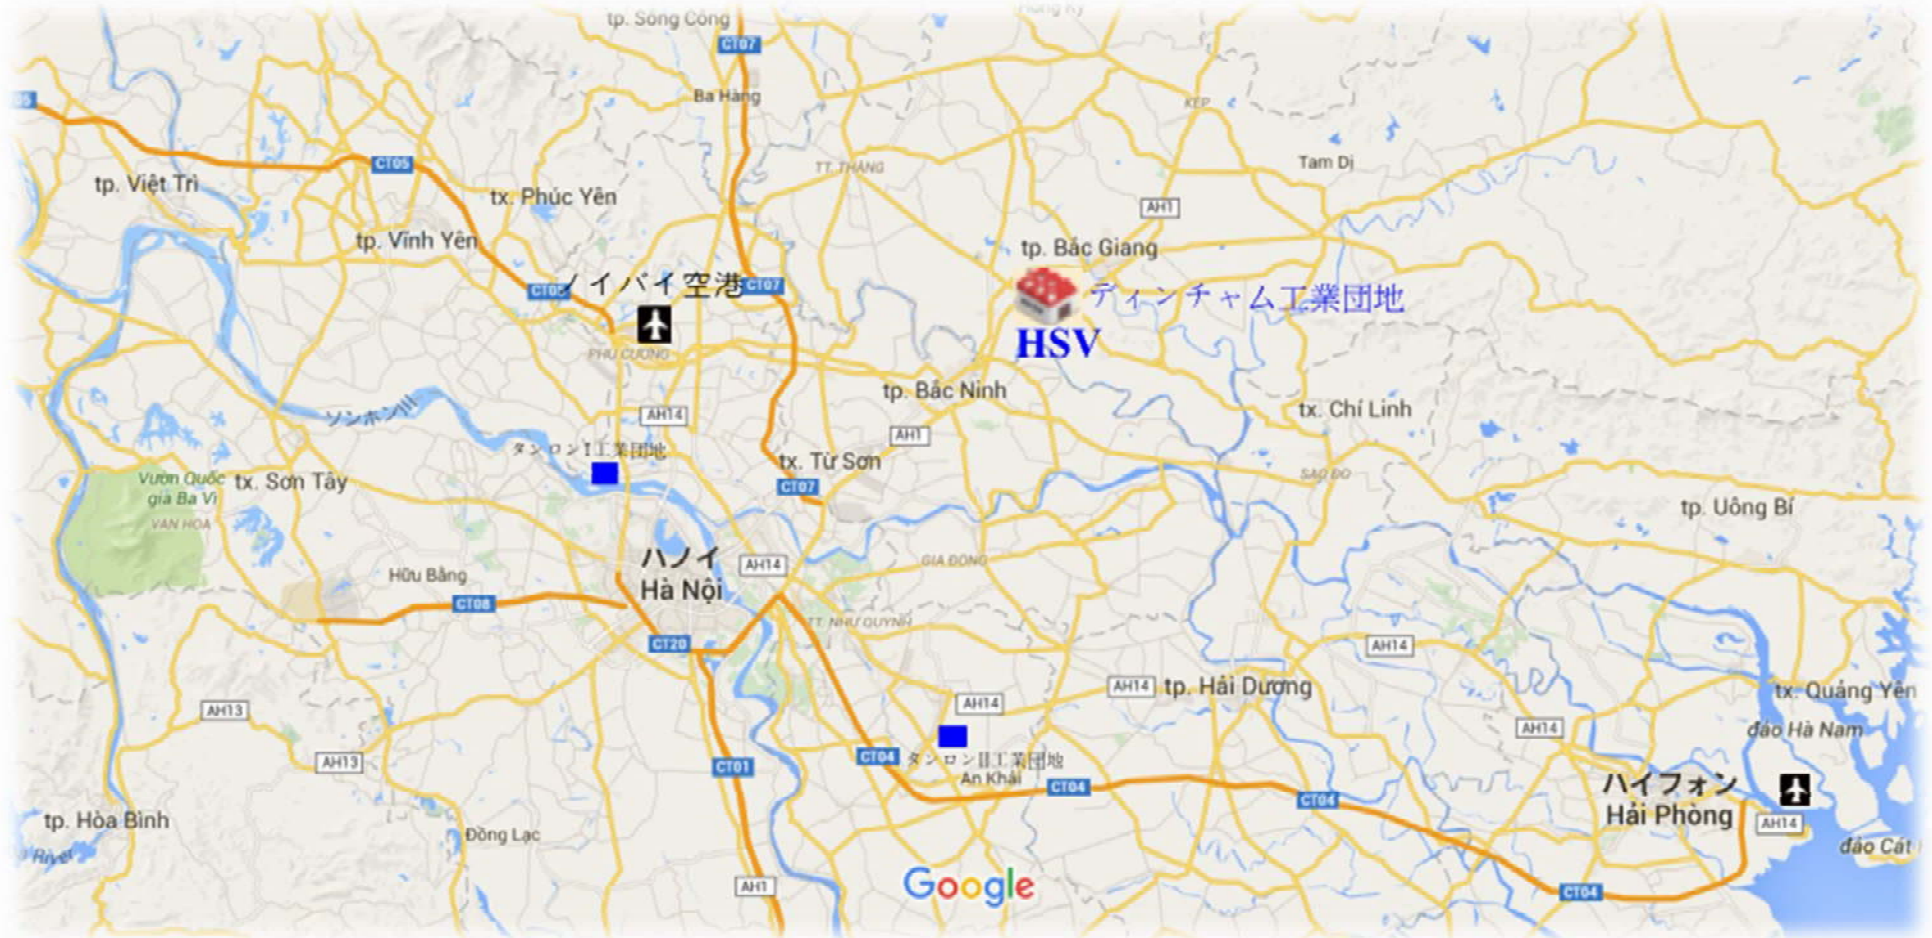 tp. Sông Công
CT07
Ba Hàng
KÉP
CT05
TT. THẮNG
Tam Dị
tp. Việt Trì
tx. Phúc Yên
AH1
tp. Vĩnh Yên
tp. Bắc Giang
CT05
ノイバイ空港
CT07
ディンチャム工業団地
HSV
PHU CUONG
tp. Bắc Ninh
ソンホン川
AH14
tx. Chí Linh
AH1
タンロンI工業団地
tx. Từ Sơn
Vườn Quốc
gia Ba Vì
tx. Sơn Tây
SAO ĐO
CT07
tp. Uông Bí
VAN HOA
ハノイ
Hà Nội
AH14
GIA ĐONG
Hữu Bằng
CT08
TT. NHƯ QUỲNH
CT20
AH14
AH14
tp. Hải Dương
tx. Quảng Yên
AH13
AH14
AH14
đảo Hà Nam
CT04
タンロンII工業団地
AH13
CT01
An Khải
CT04
ハイフォン
Hải Phòng
CT04
AH14
tp. Hòa Bình
Đồng Lạc
River
đảo Cát
Google
AH1
CT04